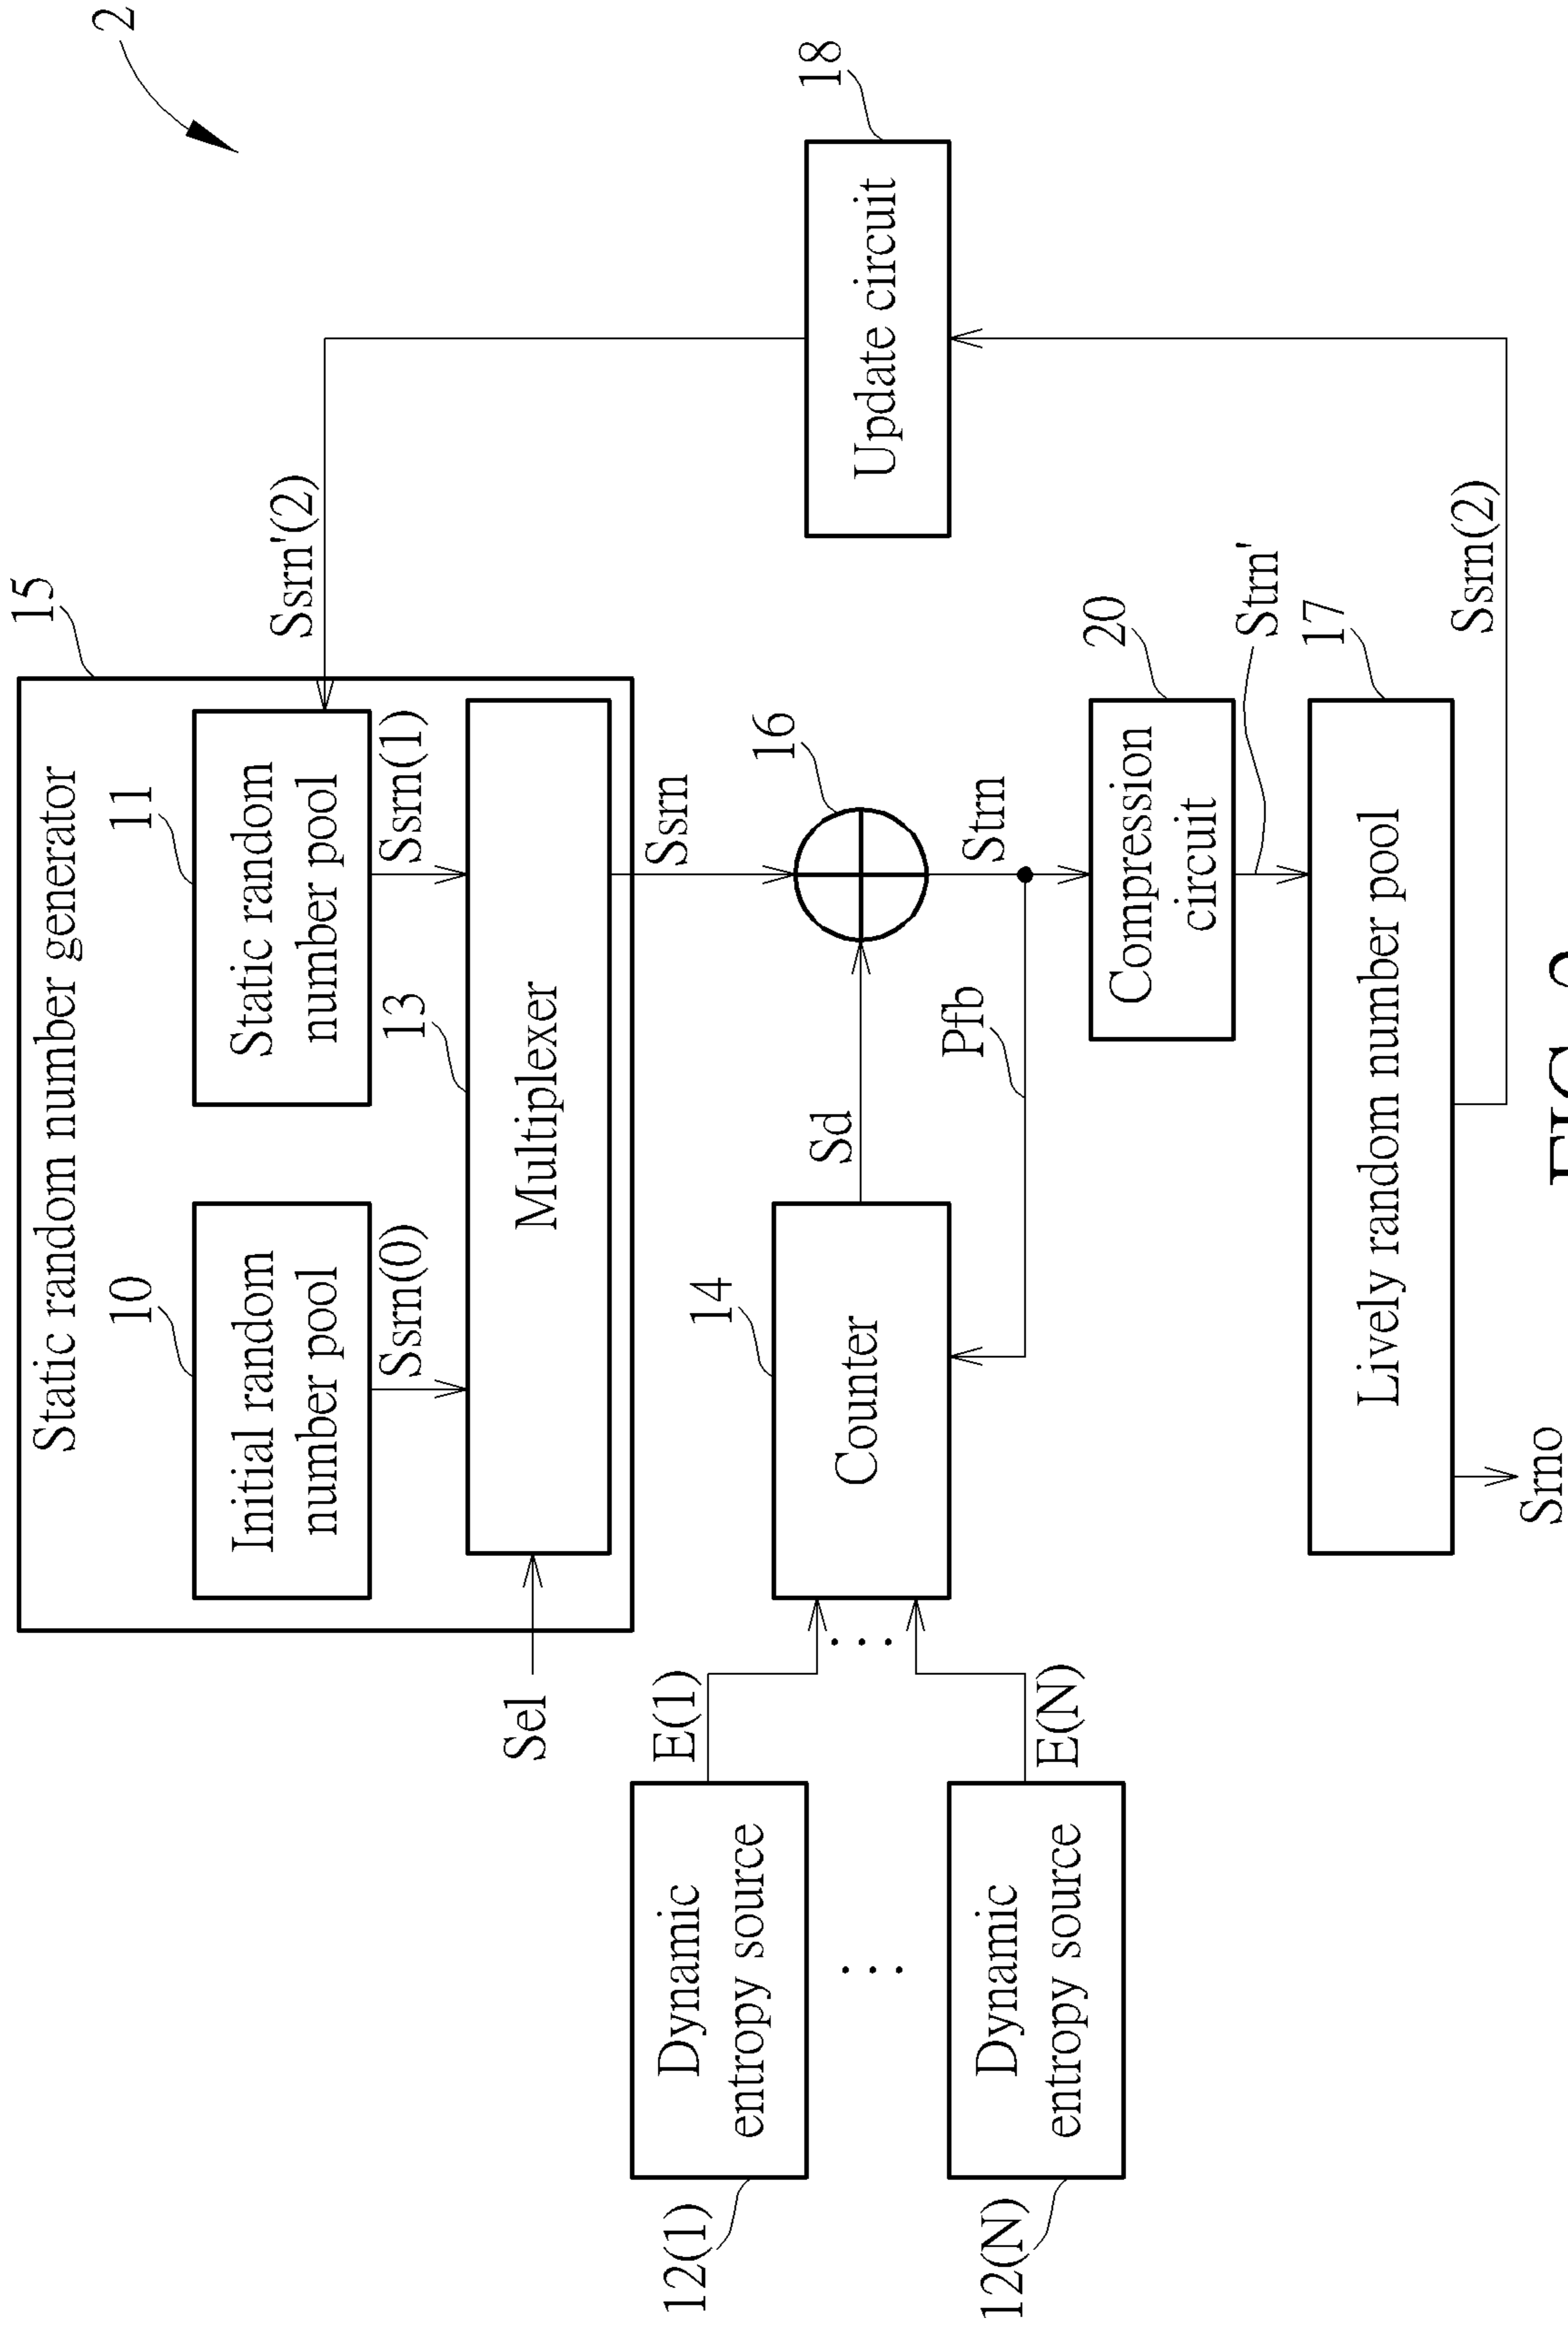 2
15
Static random number generator
10
11
Initial random
number pool
Static random
number pool
Ssrn'(2)
Ssrn(0)
Ssrn(1)
13
Sel
Multiplexer
Ssrn
12(1)
Dynamic
entropy source
E(1)
14
Counter
Sd
16
18
Update circuit
...
...
12(N)
Dynamic
entropy source
E(N)
Pfb
Strn
20
Compression
circuit
Strn'
17
Lively random number pool
Ssrn(2)
Srno
FIG